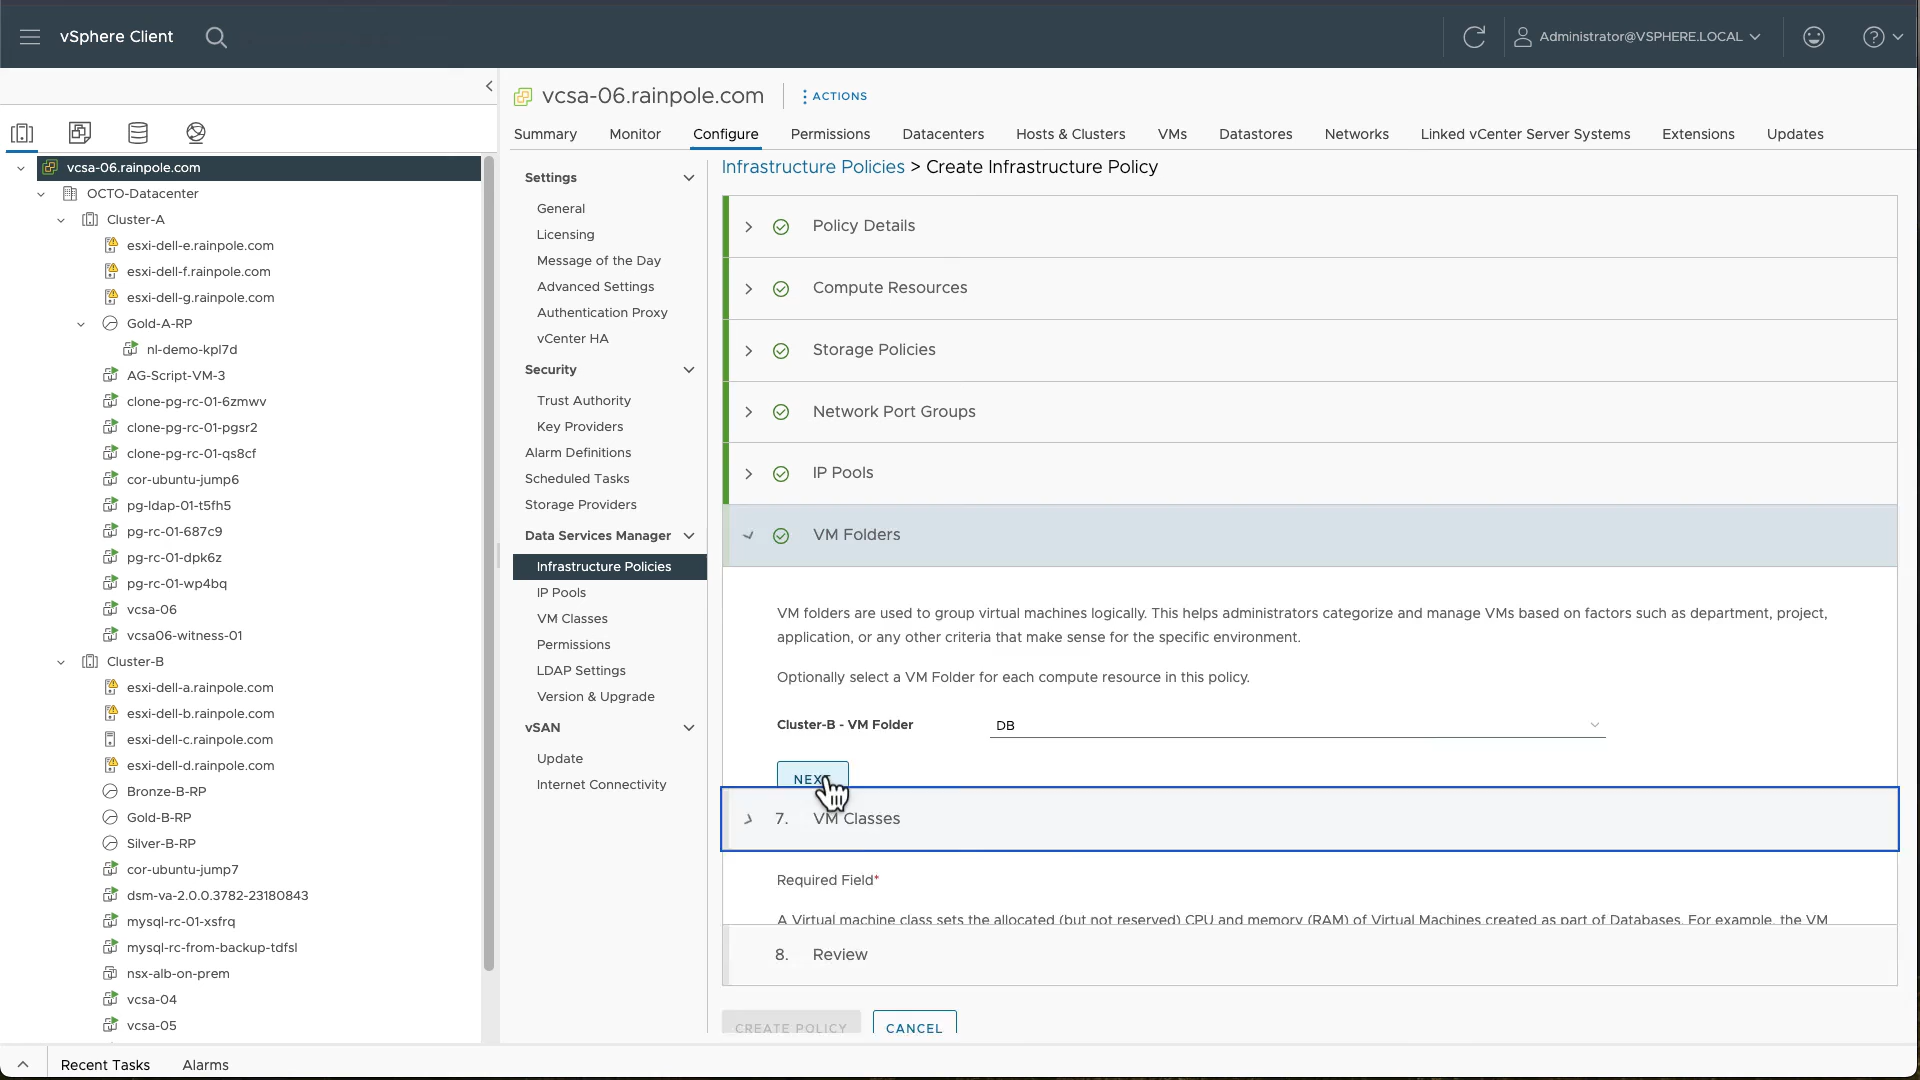 vSphere Client
Administrator@VSPHERE.LOCAL
vcsa-06.rainpole.com
ACTIONS
Summary
Monitor
Configure
Permissions
Datacenters
Hosts & Clusters
VMs
Datastores
Networks
Linked vCenter Server Systems
Extensions
Updates
vcsa-06.rainpole.com
OCTO-Datacenter
Cluster-A
esxi-dell-e.rainpole.com
esxi-dell-f.rainpole.com
esxi-dell-g.rainpole.com
Gold-A-RP
nl-demo-kpl7d
AG-Script-VM-3
clone-pg-rc-01-6zmwv
clone-pg-rc-01-pgsr2
clone-pg-rc-01-qs8cf
cor-ubuntu-jump6
pg-ldap-01-t5fh5
pg-rc-01-687c9
pg-rc-01-dpk6z
pg-rc-01-wp4bq
vcsa-06
vcsa06-witness-01
Cluster-B
esxi-dell-a.rainpole.com
esxi-dell-b.rainpole.com
esxi-dell-c.rainpole.com
esxi-dell-d.rainpole.com
Bronze-B-RP
Gold-B-RP
Silver-B-RP
cor-ubuntu-jump7
dsm-va-2.0.0.3782-23180843
mysql-rc-01-xsfrq
mysql-rc-from-backup-tdfsl
nsx-alb-on-prem
vcsa-04
vcsa-05
Settings
General
Licensing
Message of the Day
Advanced Settings
Authentication Proxy
vCenter HA
Security
Trust Authority
Key Providers
Alarm Definitions
Scheduled Tasks
Storage Providers
Data Services Manager
Infrastructure Policies
IP Pools
VM Classes
Permissions
LDAP Settings
Version & Upgrade
vSAN
Update
Internet Connectivity
Infrastructure Policies > Create Infrastructure Policy
Policy Details
Compute Resources
Storage Policies
Network Port Groups
IP Pools
VM Folders
VM folders are used to group virtual machines logically. This helps administrators categorize and manage VMs based on factors such as department, project,
application, or any other criteria that make sense for the specific environment.
Optionally select a VM Folder for each compute resource in this policy.
Cluster-B - VM Folder
DB
NEXT
7. VM Classes
Required Field*
A Virtual machine class sets the allocated (but not reserved) CPU and memory (RAM) of Virtual Machines created as part of Databases. For example, the VM
8. Review
CREATE POLICY
CANCEL
Recent Tasks
Alarms